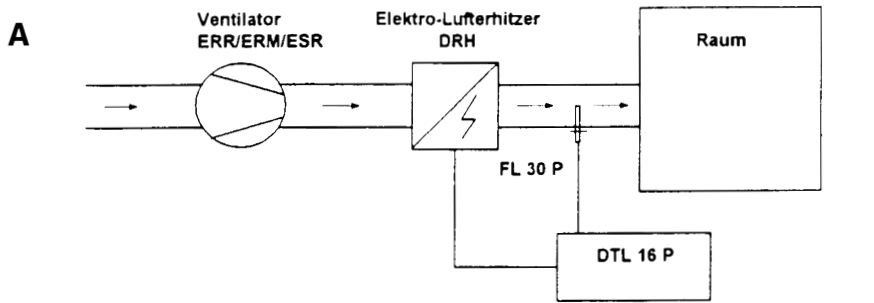 A
Ventilator
ERR/ERM/ESR
Elektro-Lufterhitzer
DRH
Raum
FL 30 P
DTL 16 P